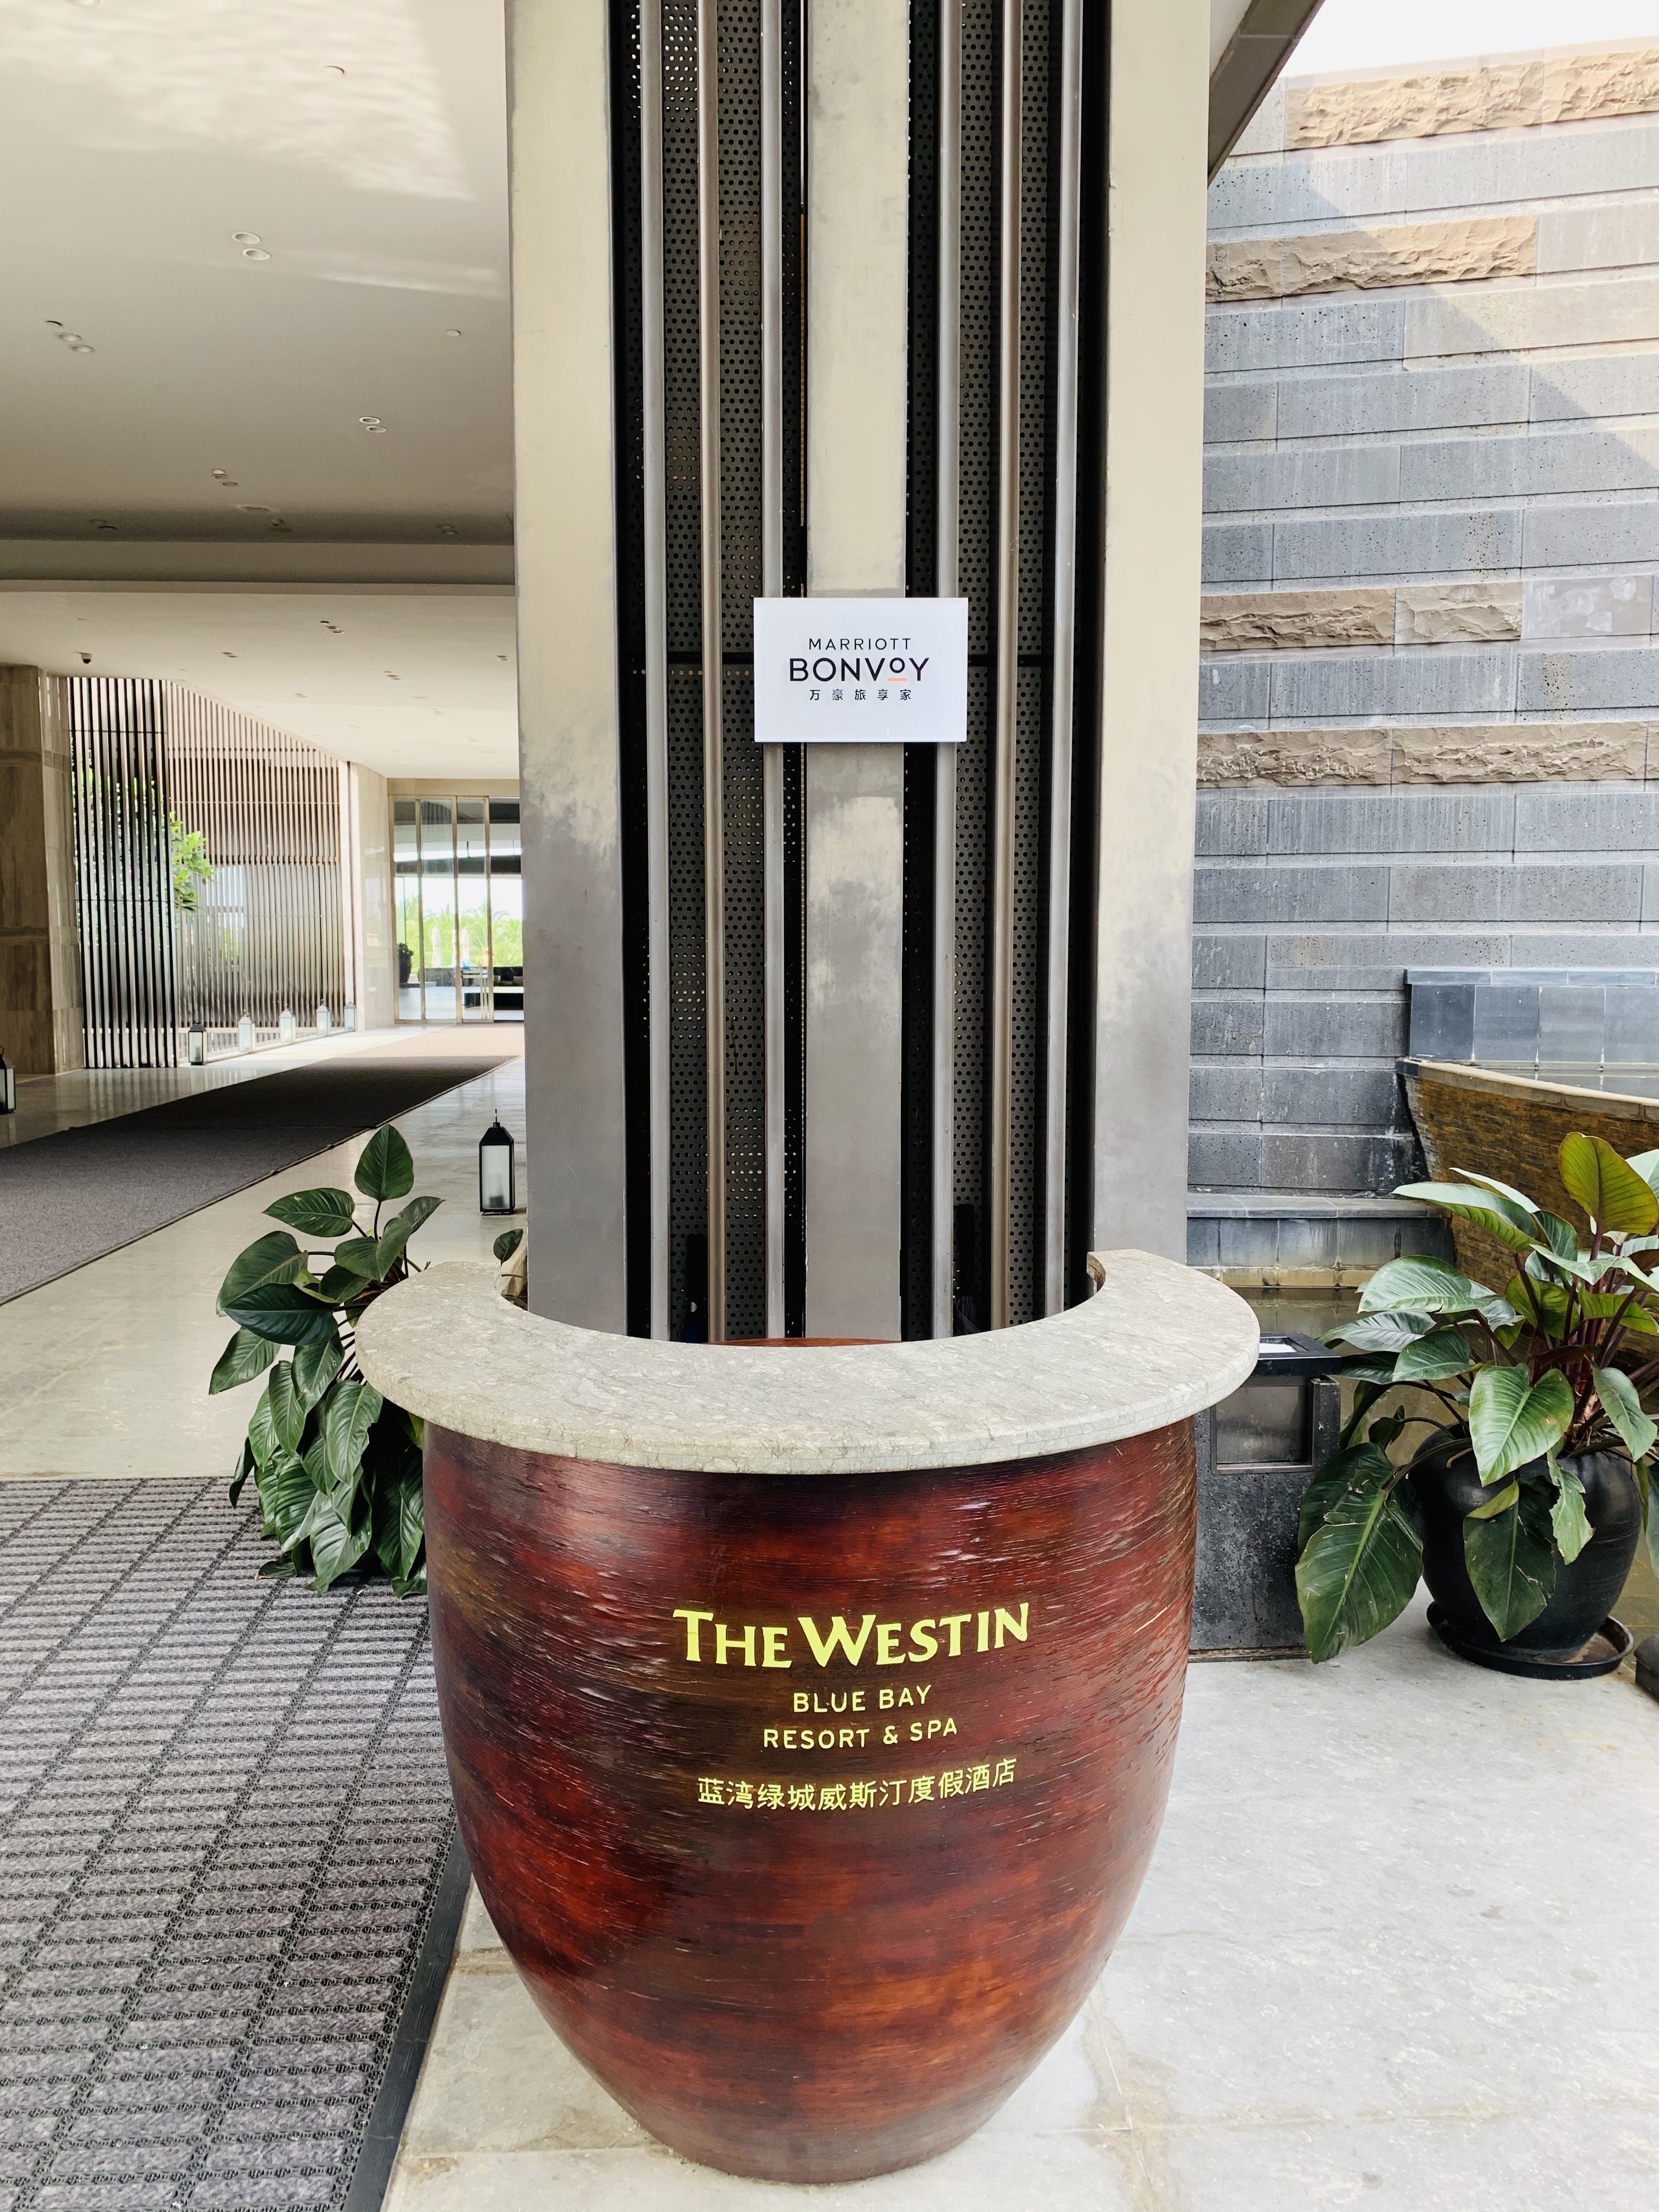 MARRIOTT
BONVOY
万豪旅享家
THE WESTIN
BLUE BAY
RESORT & SPA
蓝湾绿城威斯汀度假酒店